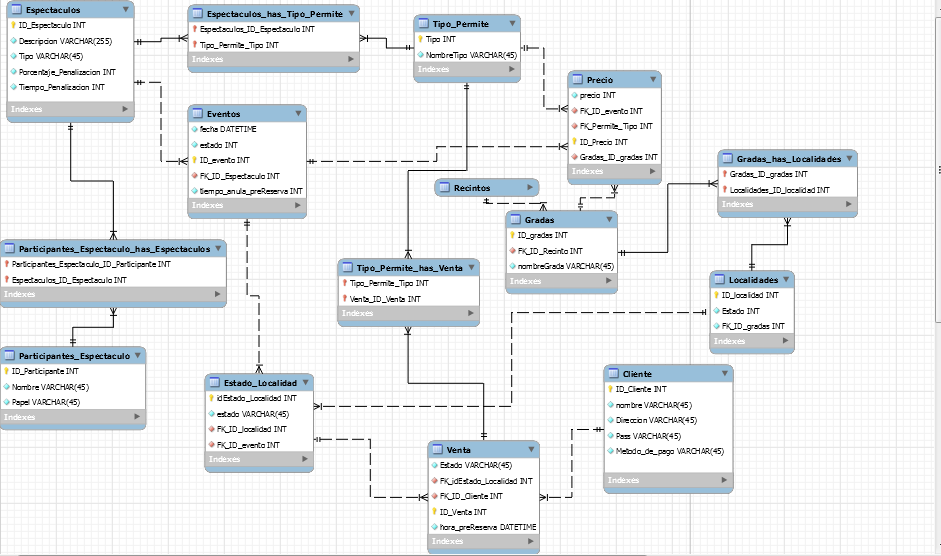 Espectaculos
ID_Espectaculo INT
Descripcion VARCHAR(255)
Tipo VARCHAR(45)
Porcentaje_Penalizacion INT
Tiempo_Penalizacion INT
Indexes
Espectaculos_has_Tipo_Permite
Espectaculos_ID_Espectaculo INT
Tipo_Permite_Tipo INT
Indexes
Tipo_Permite
Tipo INT
NombreTipo VARCHAR(45)
Indexes
Precio
precio INT
FK_ID_evento INT
FK_Permite_Tipo INT
ID_Precio INT
Gradas_ID_gradas INT
Indexes
Eventos
fecha DATETIME
estado INT
ID_evento INT
FK_ID_Espectaculo INT
tiempo_anula_preReserva INT
Indexes
Recintos
Gradas_has_Localidades
Gradas_ID_gradas INT
Localidades_ID_localidad INT
Indexes
Gradas
ID_gradas INT
FK_ID_Recinto INT
nombreGrada VARCHAR(45)
Indexes
Participantes_Espectaculo_has_Espectaculos
Participantes_Espectaculo_ID_Participante INT
Espectaculos_ID_Espectaculo INT
Indexes
Tipo_Permite_has_Venta
Tipo_Permite_Tipo INT
Venta_ID_Venta INT
Indexes
Localidades
ID_localidad INT
Estado INT
FK_ID_gradas INT
Indexes
Participantes_Espectaculo
ID_Participante INT
Nombre VARCHAR(45)
Papel VARCHAR(45)
Indexes
Estado_Localidad
idEstado_Localidad INT
estado VARCHAR(45)
FK_ID_localidad INT
FK_ID_evento INT
Indexes
Cliente
ID_Cliente INT
nombre VARCHAR(45)
Direccion VARCHAR(45)
Pass VARCHAR(45)
Metodo_de_pago VARCHAR(45)
Indexes
Venta
Estado VARCHAR(45)
FK_idEstado_Localidad INT
FK_ID_Cliente INT
ID_Venta INT
hora_preReserva DATETIME
Indexes